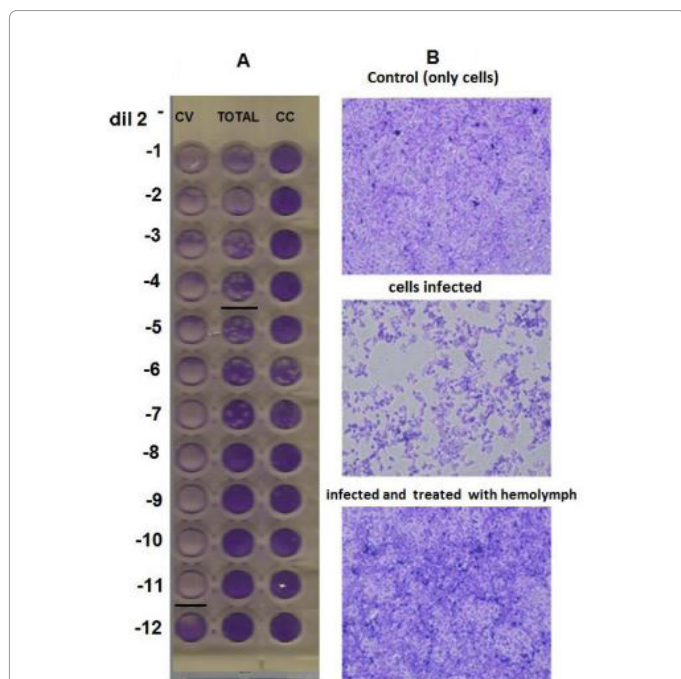 A
dil 2 -
CV TOTAL CC
-1
-2
-3
-4
-5
-6
-7
-8
-9
-10
-11
-12
B
Control (only cells)
cells infected
infected and treated with hemolymph